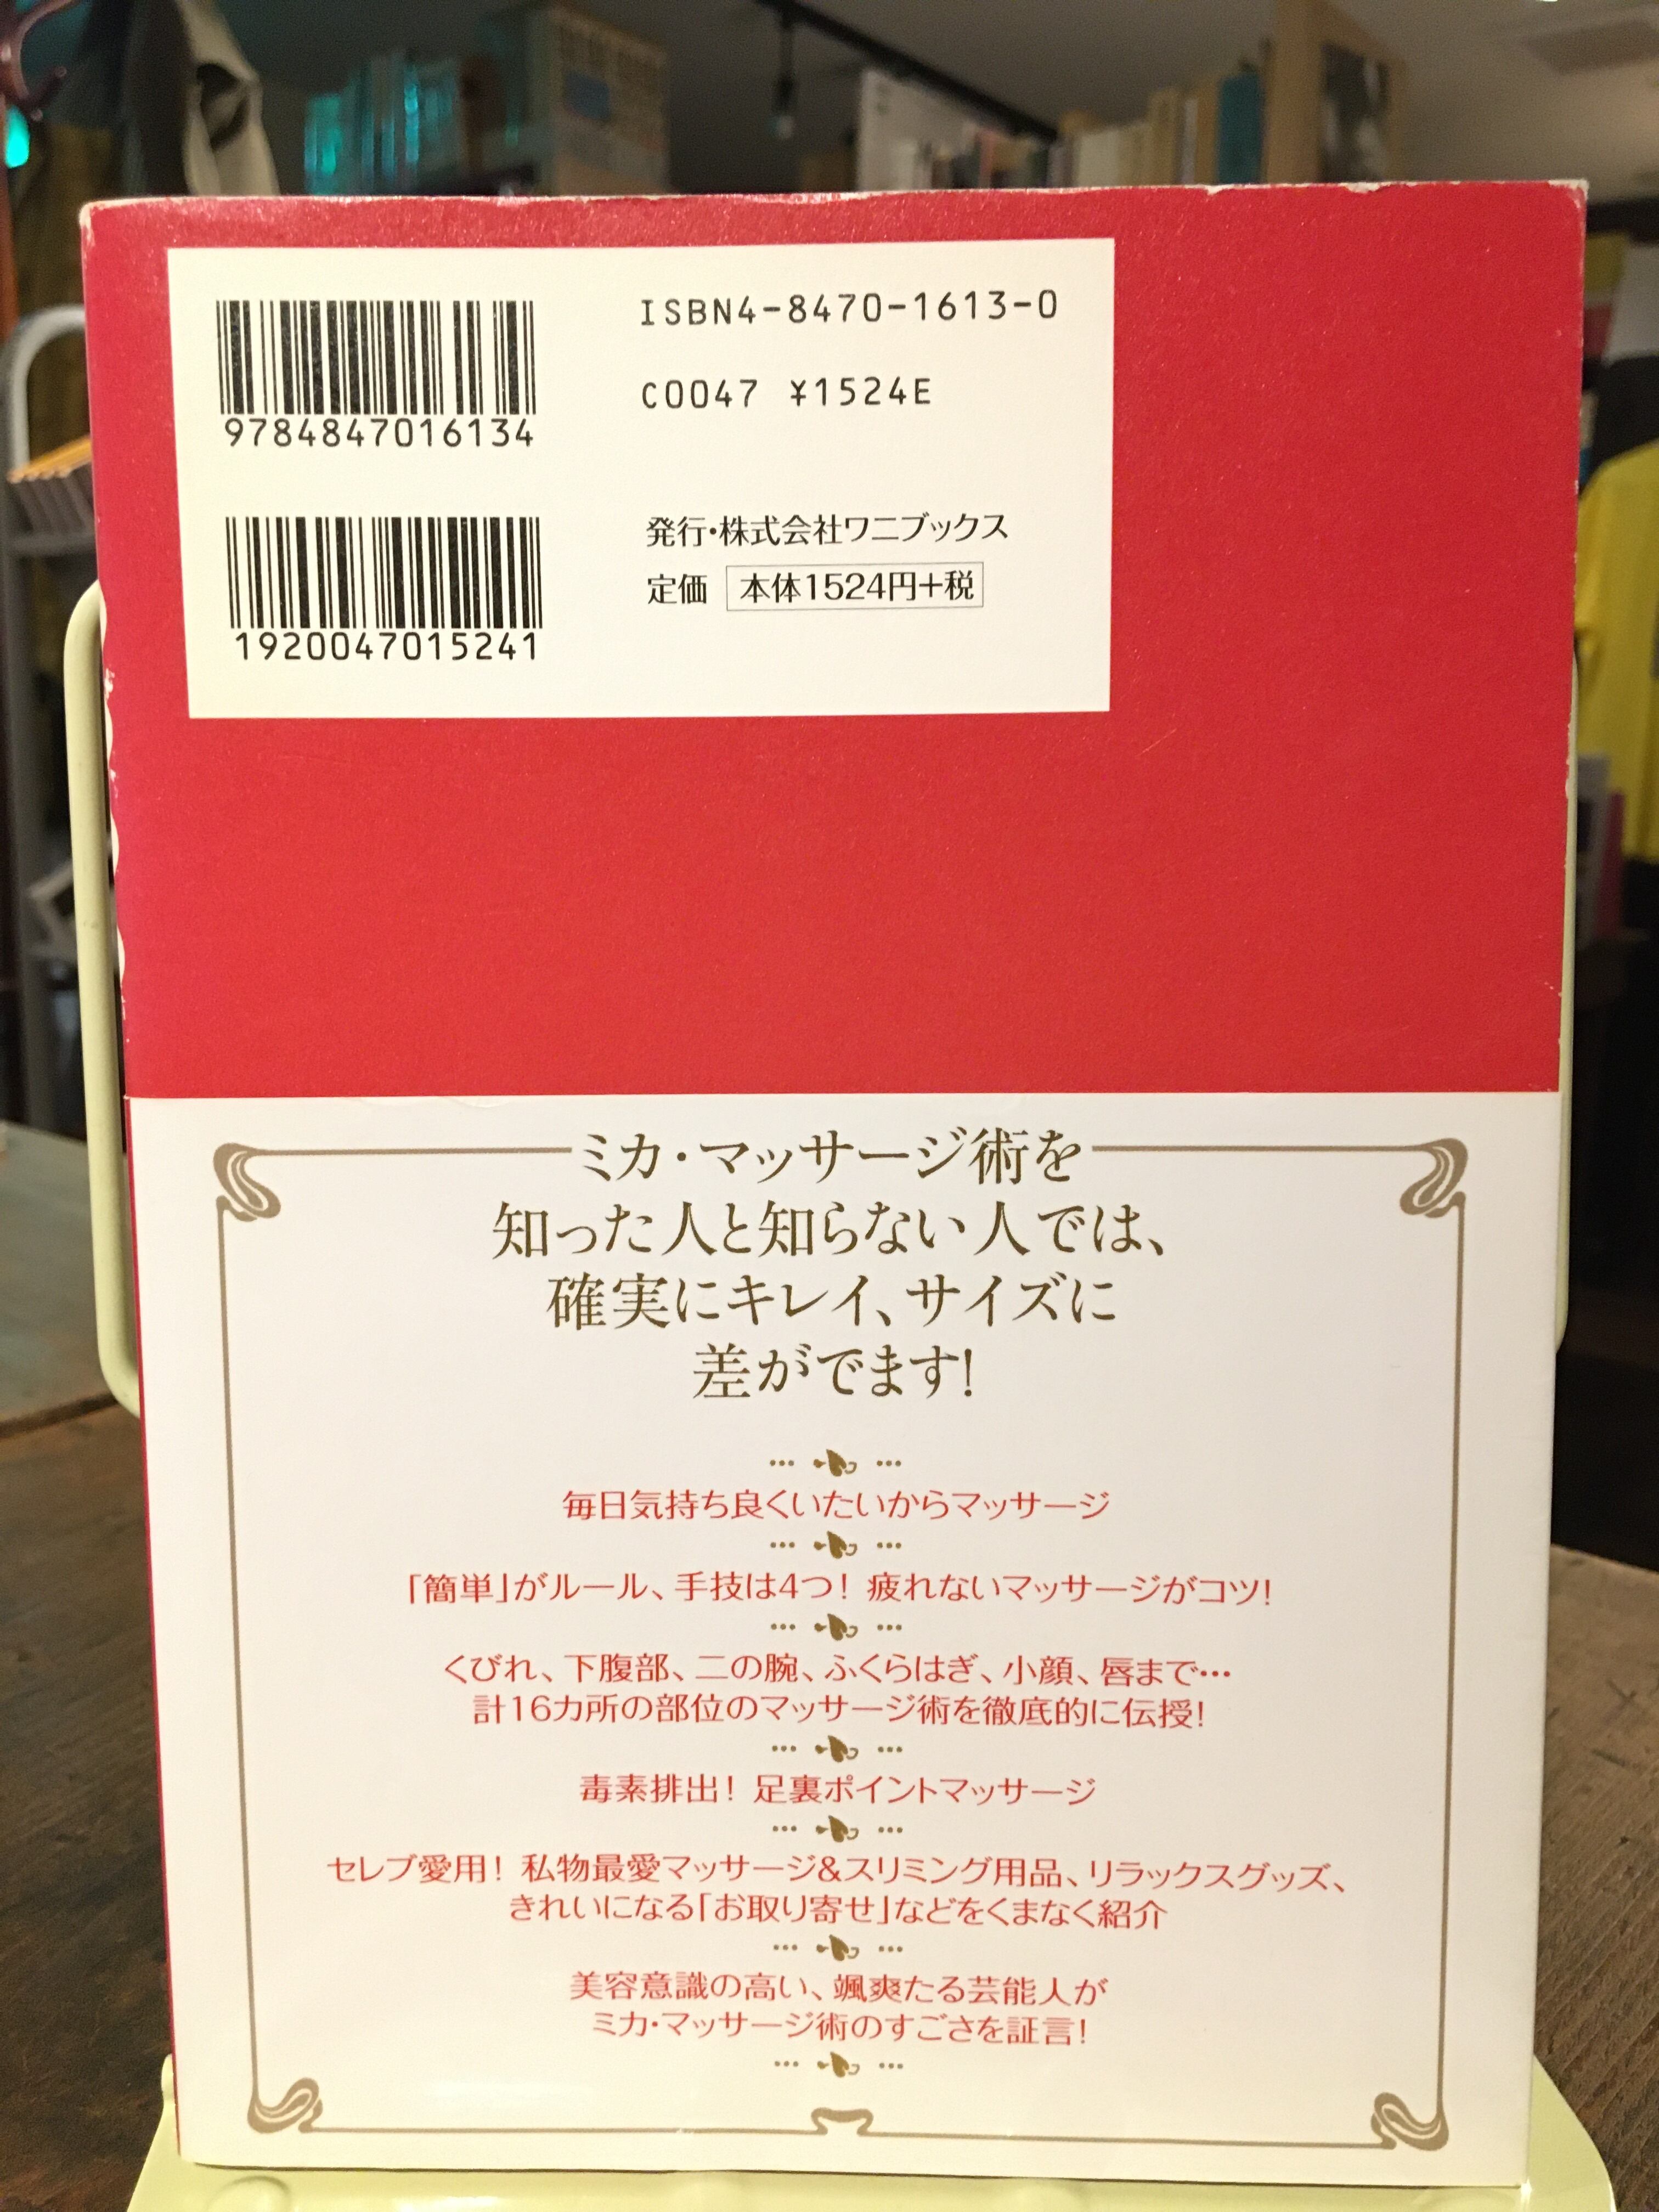 ISBN4-8470-1613-0
C0047 ¥1524E
9784847016134
発行・株式会社ワニブックス
定価 本体1524円+税
1920047015241
ミカ・マッサージ術を
知った人と知らない人では、
確実にキレイ、サイズに
差がでます!
毎日気持ち良くいたいからマッサージ
「簡単」がルール、手技は4つ! 疲れないマッサージがコツ!
くびれ、下腹部、二の腕、ふくらはぎ、小顔、唇まで…
計16カ所の部位のマッサージ術を徹底的に伝授!
毒素排出! 足裏ポイントマッサージ
セレブ愛用! 私物最愛マッサージ&スリミング用品、リラックスグッズ、
きれいになる「お取り寄せ」などをくまなく紹介
美容意識の高い、颯爽たる芸能人が
ミカ・マッサージ術のすごさを証言!